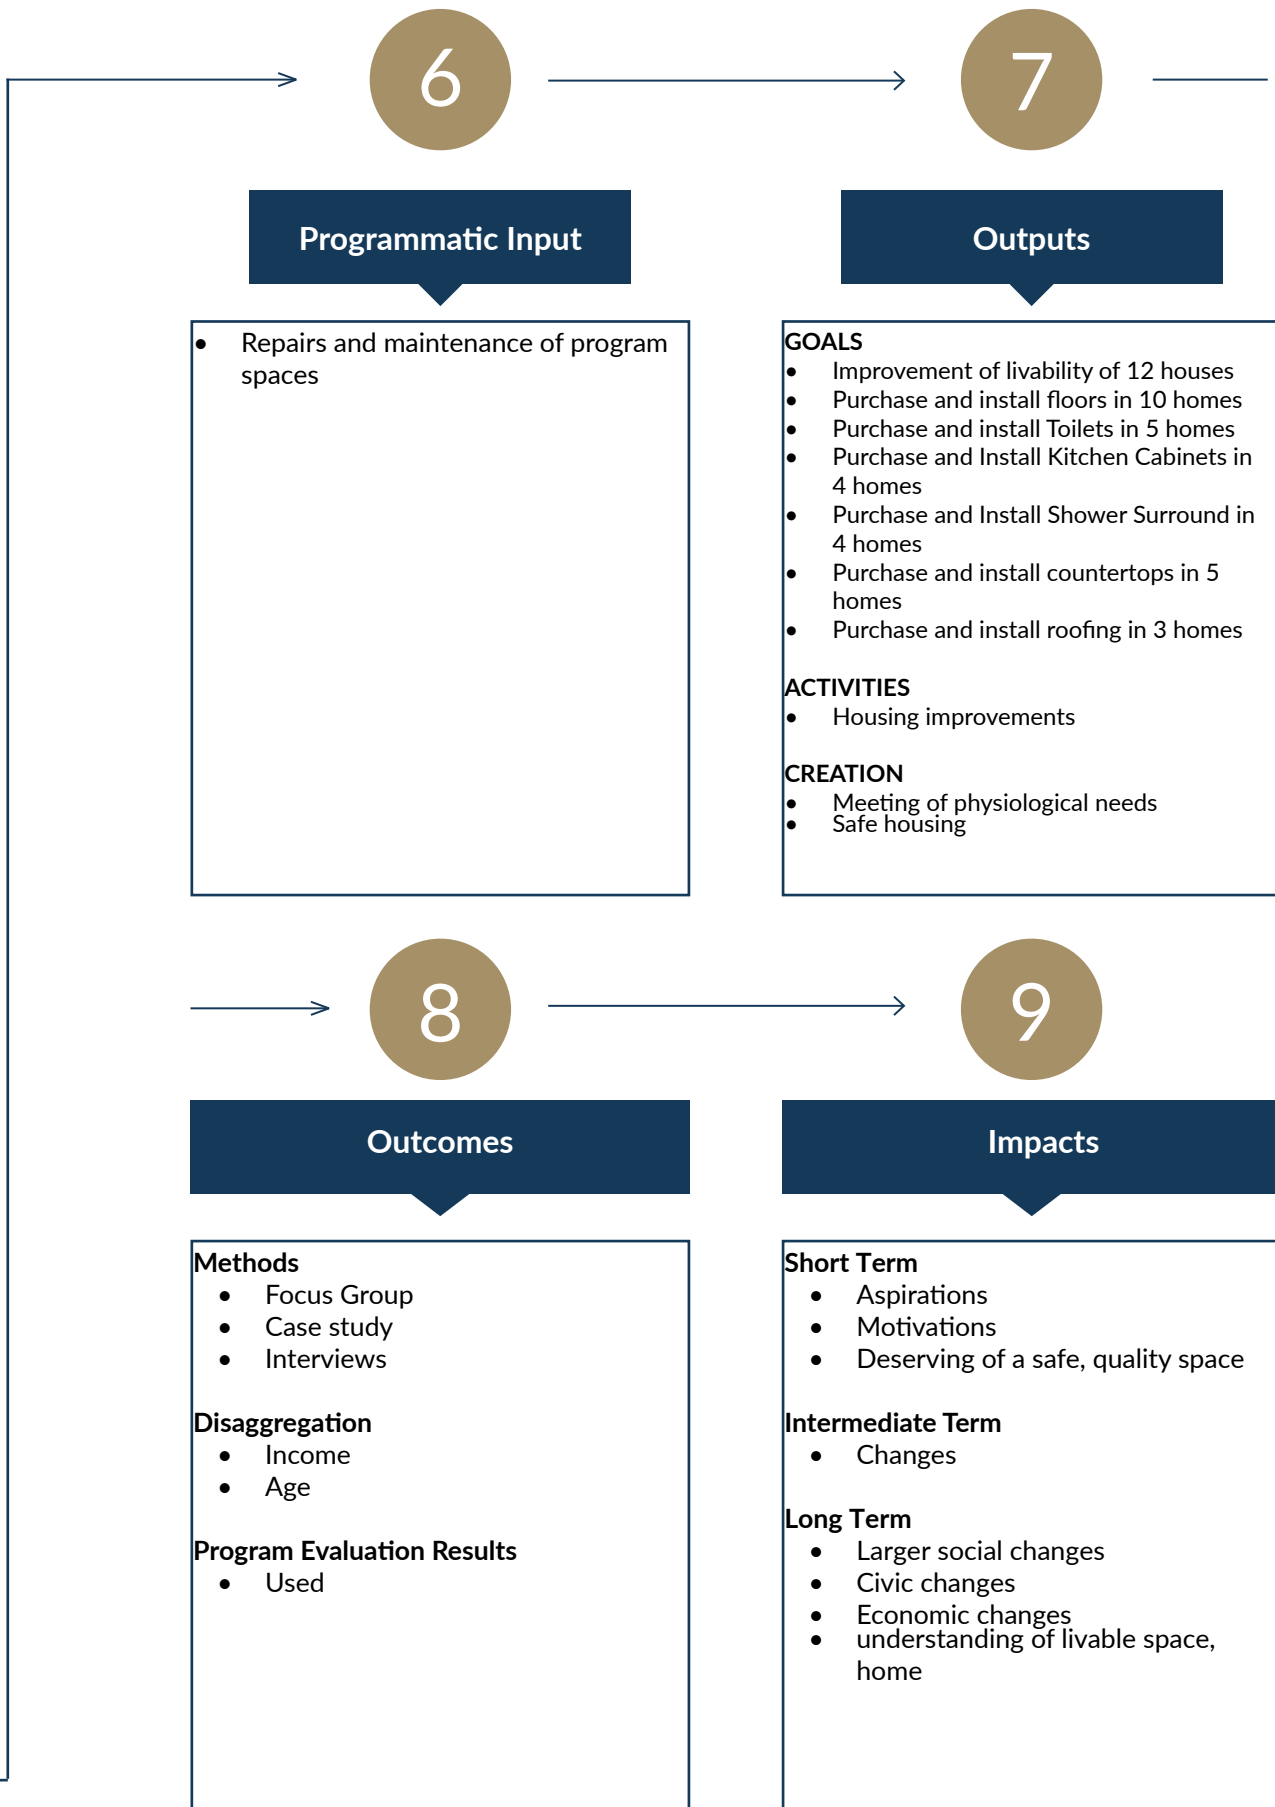 6
7
Programmatic Input
Outputs
• Repairs and maintenance of program
spaces
GOALS
• Improvement of livability of 12 houses
• Purchase and install floors in 10 homes
• Purchase and install Toilets in 5 homes
• Purchase and Install Kitchen Cabinets in
4 homes
• Purchase and Install Shower Surround in
4 homes
• Purchase and install countertops in 5
homes
• Purchase and install roofing in 3 homes
ACTIVITIES
• Housing improvements
CREATION
• Meeting of physiological needs
• Safe housing
8
9
Outcomes
Impacts
Methods
• Focus Group
• Case study
• Interviews
Disaggregation
• Income
• Age
Program Evaluation Results
• Used
Short Term
• Aspirations
• Motivations
• Deserving of a safe, quality space
Intermediate Term
• Changes
Long Term
• Larger social changes
• Civic changes
• Economic changes
• understanding of livable space,
home